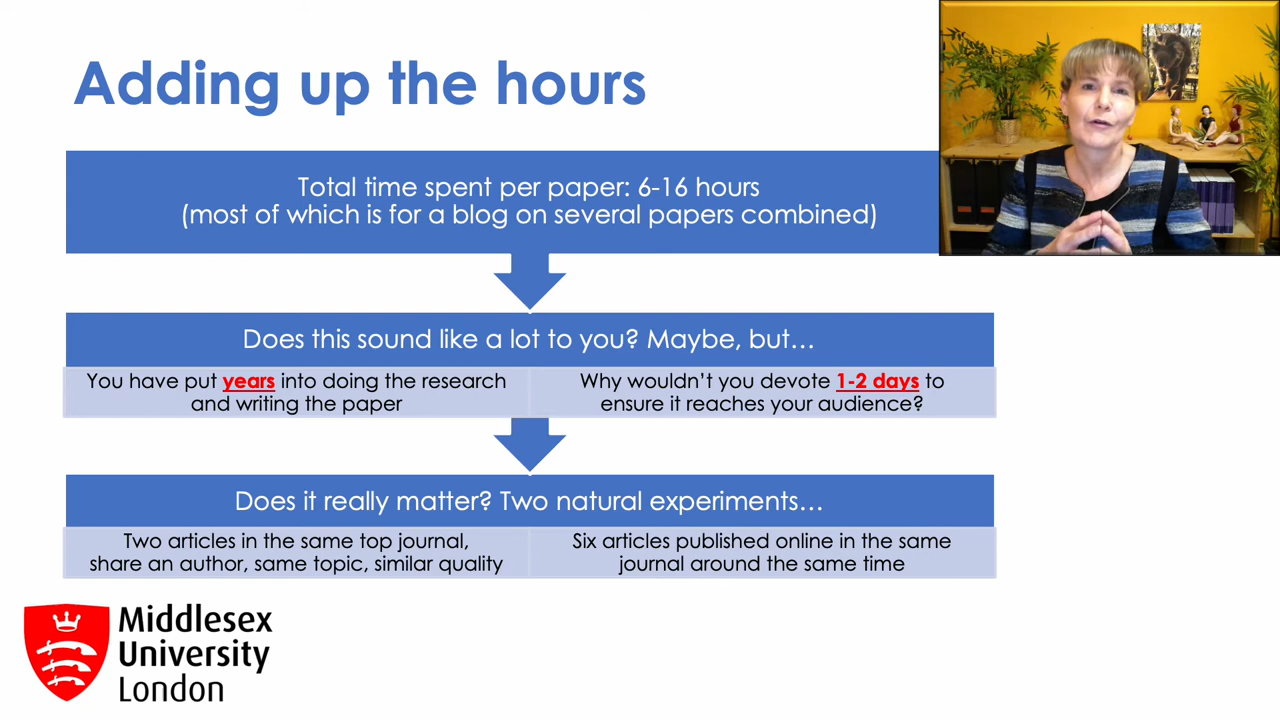 Adding up the hours
Total time spent per paper: 6-16 hours
(most of which is for a blog on several papers combined)
Does this sound like a lot to you? Maybe, but…
You have put years into doing the research
and writing the paper
Why wouldn't you devote 1-2 days to
ensure it reaches your audience?
Does it really matter? Two natural experiments…
Two articles in the same top journal,
share an author, same topic, similar quality
Six articles published online in the same
journal around the same time
Middlesex
University
London